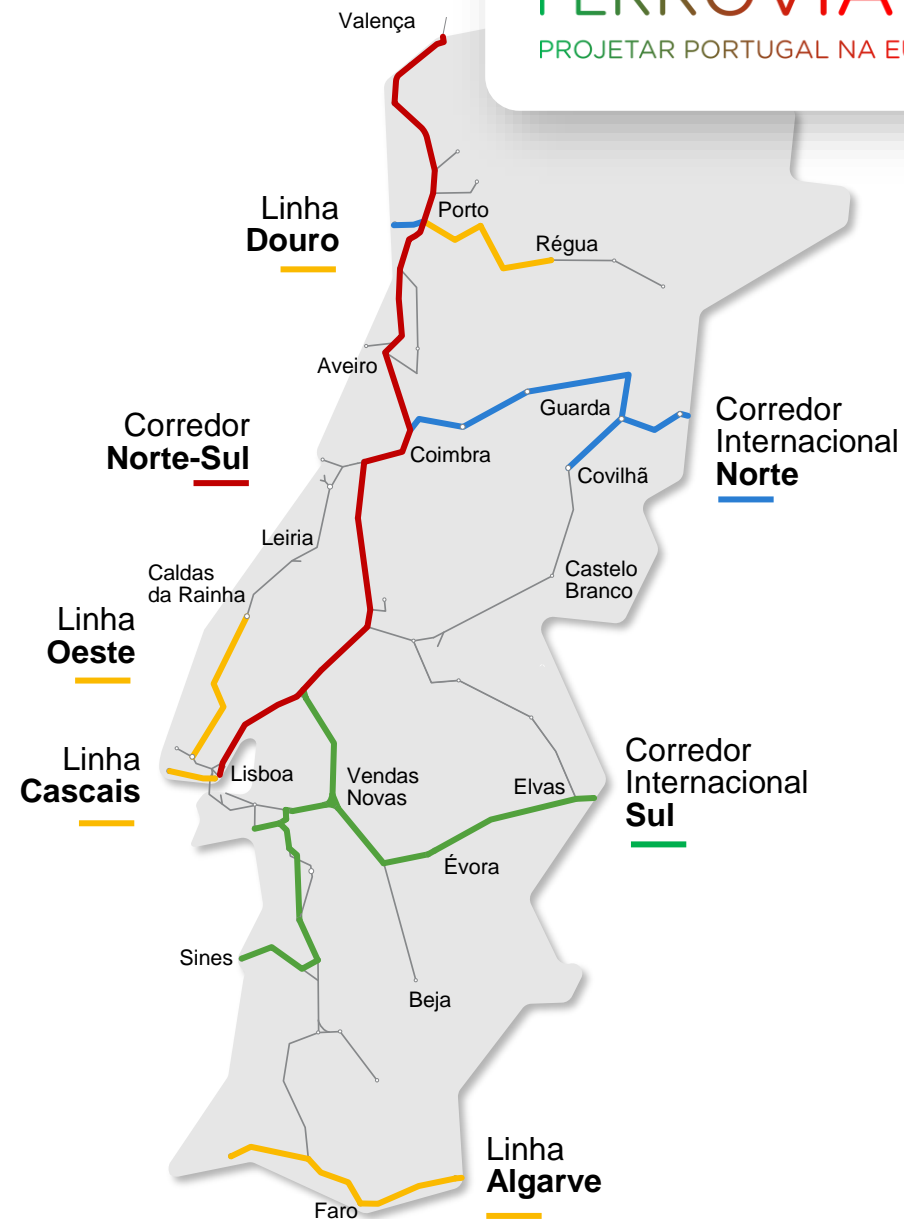 FERROVIA
PROJETAR PORTUGAL NA
Valença
Linha
Douro
Porto
Régua
Aveiro
Corredor
Norte-Sul
Coimbra
Guarda
Covilhã
Corredor
Internacional
Norte
Leiria
Caldas
da Rainha
Castelo
Branco
Linha
Oeste
Linha
Cascais
Lisboa
Vendas
Novas
Elvas
Corredor
Internacional
Sul
Évora
Sines
Beja
Linha
Algarve
Faro